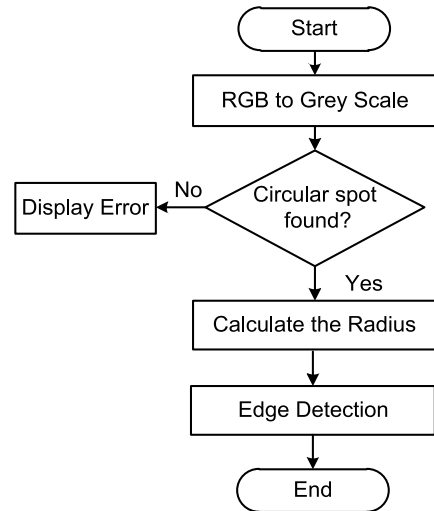 Start
RGB to Grey Scale
Circular spot
found?
No
Display Error
Yes
Calculate the Radius
Edge Detection
End